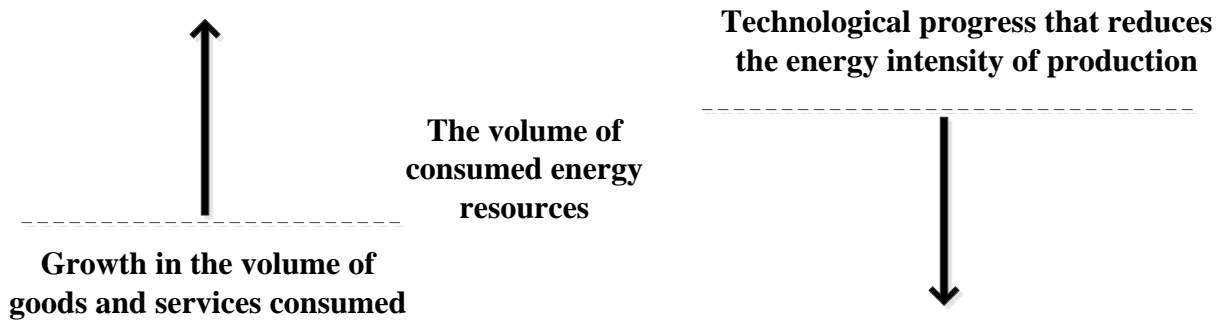 Technological progress that reduces
the energy intensity of production
The volume of
consumed energy
resources
Growth in the volume of
goods and services consumed